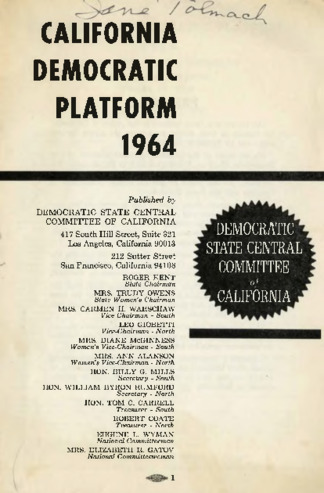 Jane Tolmach
CALIFORNIA
DEMOCRATIC
PLATFORM
1964
Published by
DEMOCRATIC STATE CENTRAL
COMMITTEE OF CALIFORNIA
417 South Hill Street, Suite 921
Los Angeles, California 90013
212 Sutter Street
San Francisco, California 94108
ROGER KENT
State Chairman
MRS. TRUDY OWENS
State Women's Chairman
MRS. CARMEN H. WARSCHAW
Vice Chairman - South
LEO GIOBETTI
Vice-Chairman - North
MRS. DIANE McGINNESS
Women's Vice-Chairman - South
MRS. ANN ALANSON
Women's Vice-Chairman - North
HON. BILLY G. MILLS
Secretary - South
HON. WILLIAM BYRON RUMFORD
Secretary - North
HON. TOM C. CARRELL
Treasurer - South
ROBERT COATE
Treasurer - North
EUGENE L. WYMAN
National Committeeman
MRS. ELIZABETH R. GATOV
National Committeewoman
DEMOCRATIC
STATE CENTRAL
COMMITTEE
of
CALIFORNIA
1